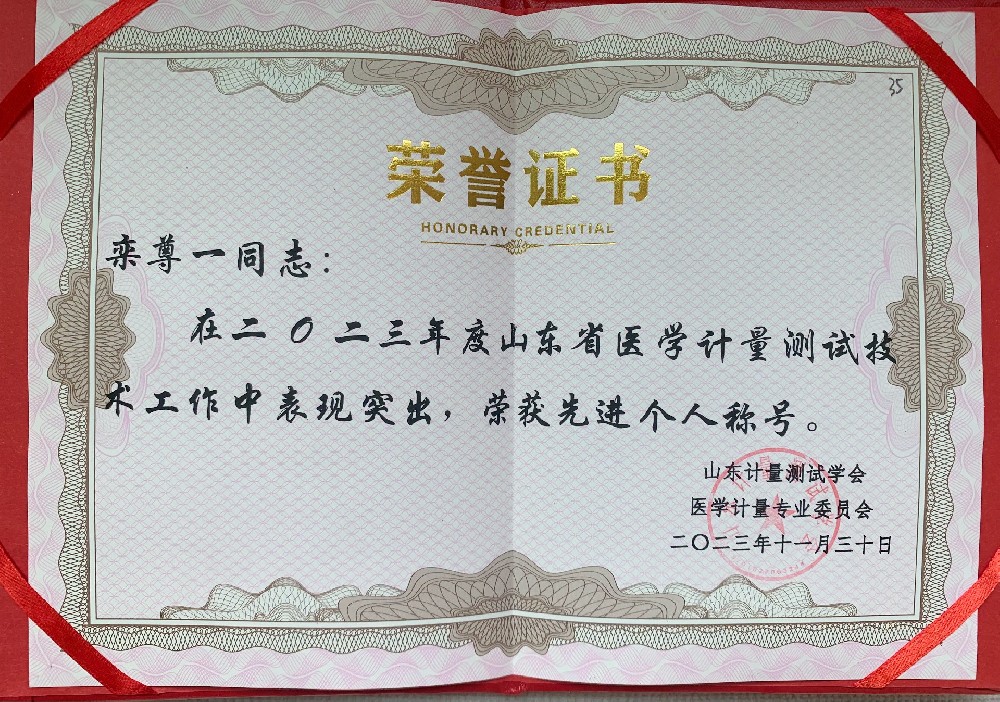 35
荣誉证书
HONORARY CREDENTIAL
栾尊一同志：
在二〇二三年度山东省医学计量测试技
术工作中表现突出，荣获先进个人称号。
山东计量测试学会
医学计量专业委员会
二〇二三年十一月三十日